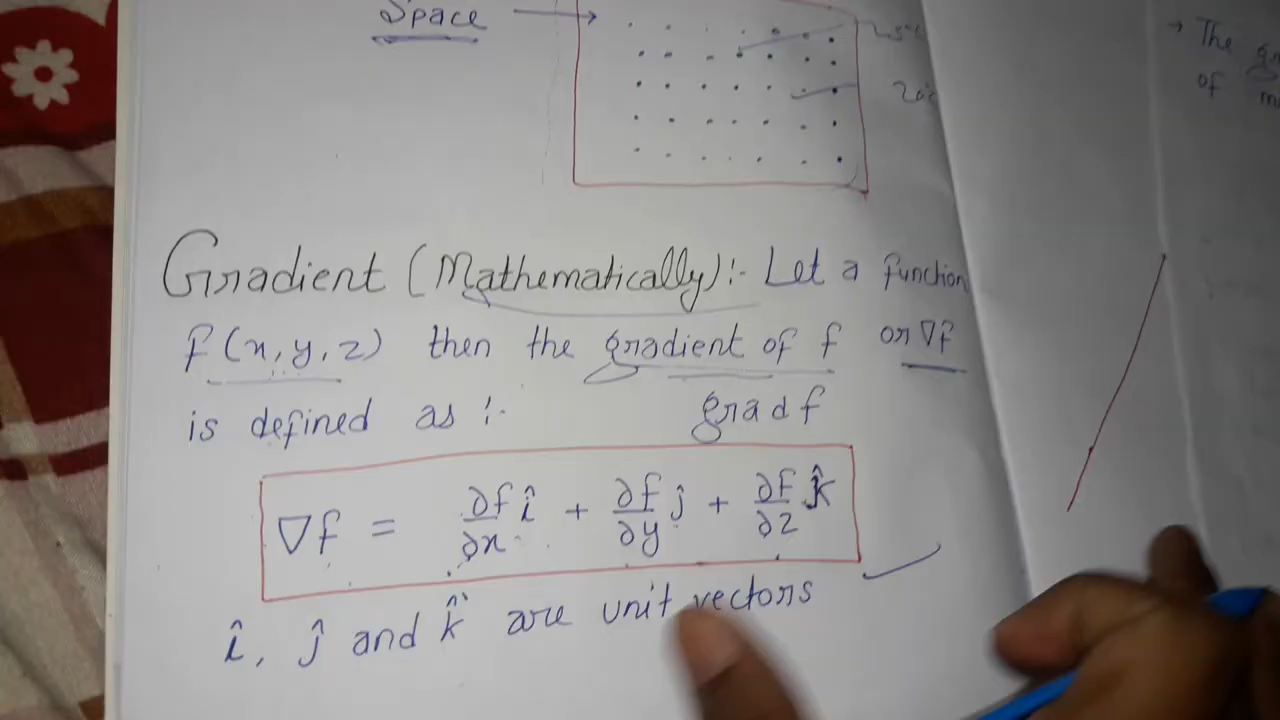 Space →
20°
→ The
of
Gradient (Mathematically):- Let a function
f(x, y, z) then the gradient of f or ∇f
is defined as :- grad f
∇f = ∂f/∂x î + ∂f/∂y ĵ + ∂f/∂z k̂
î, ĵ and k̂ are unit vectors